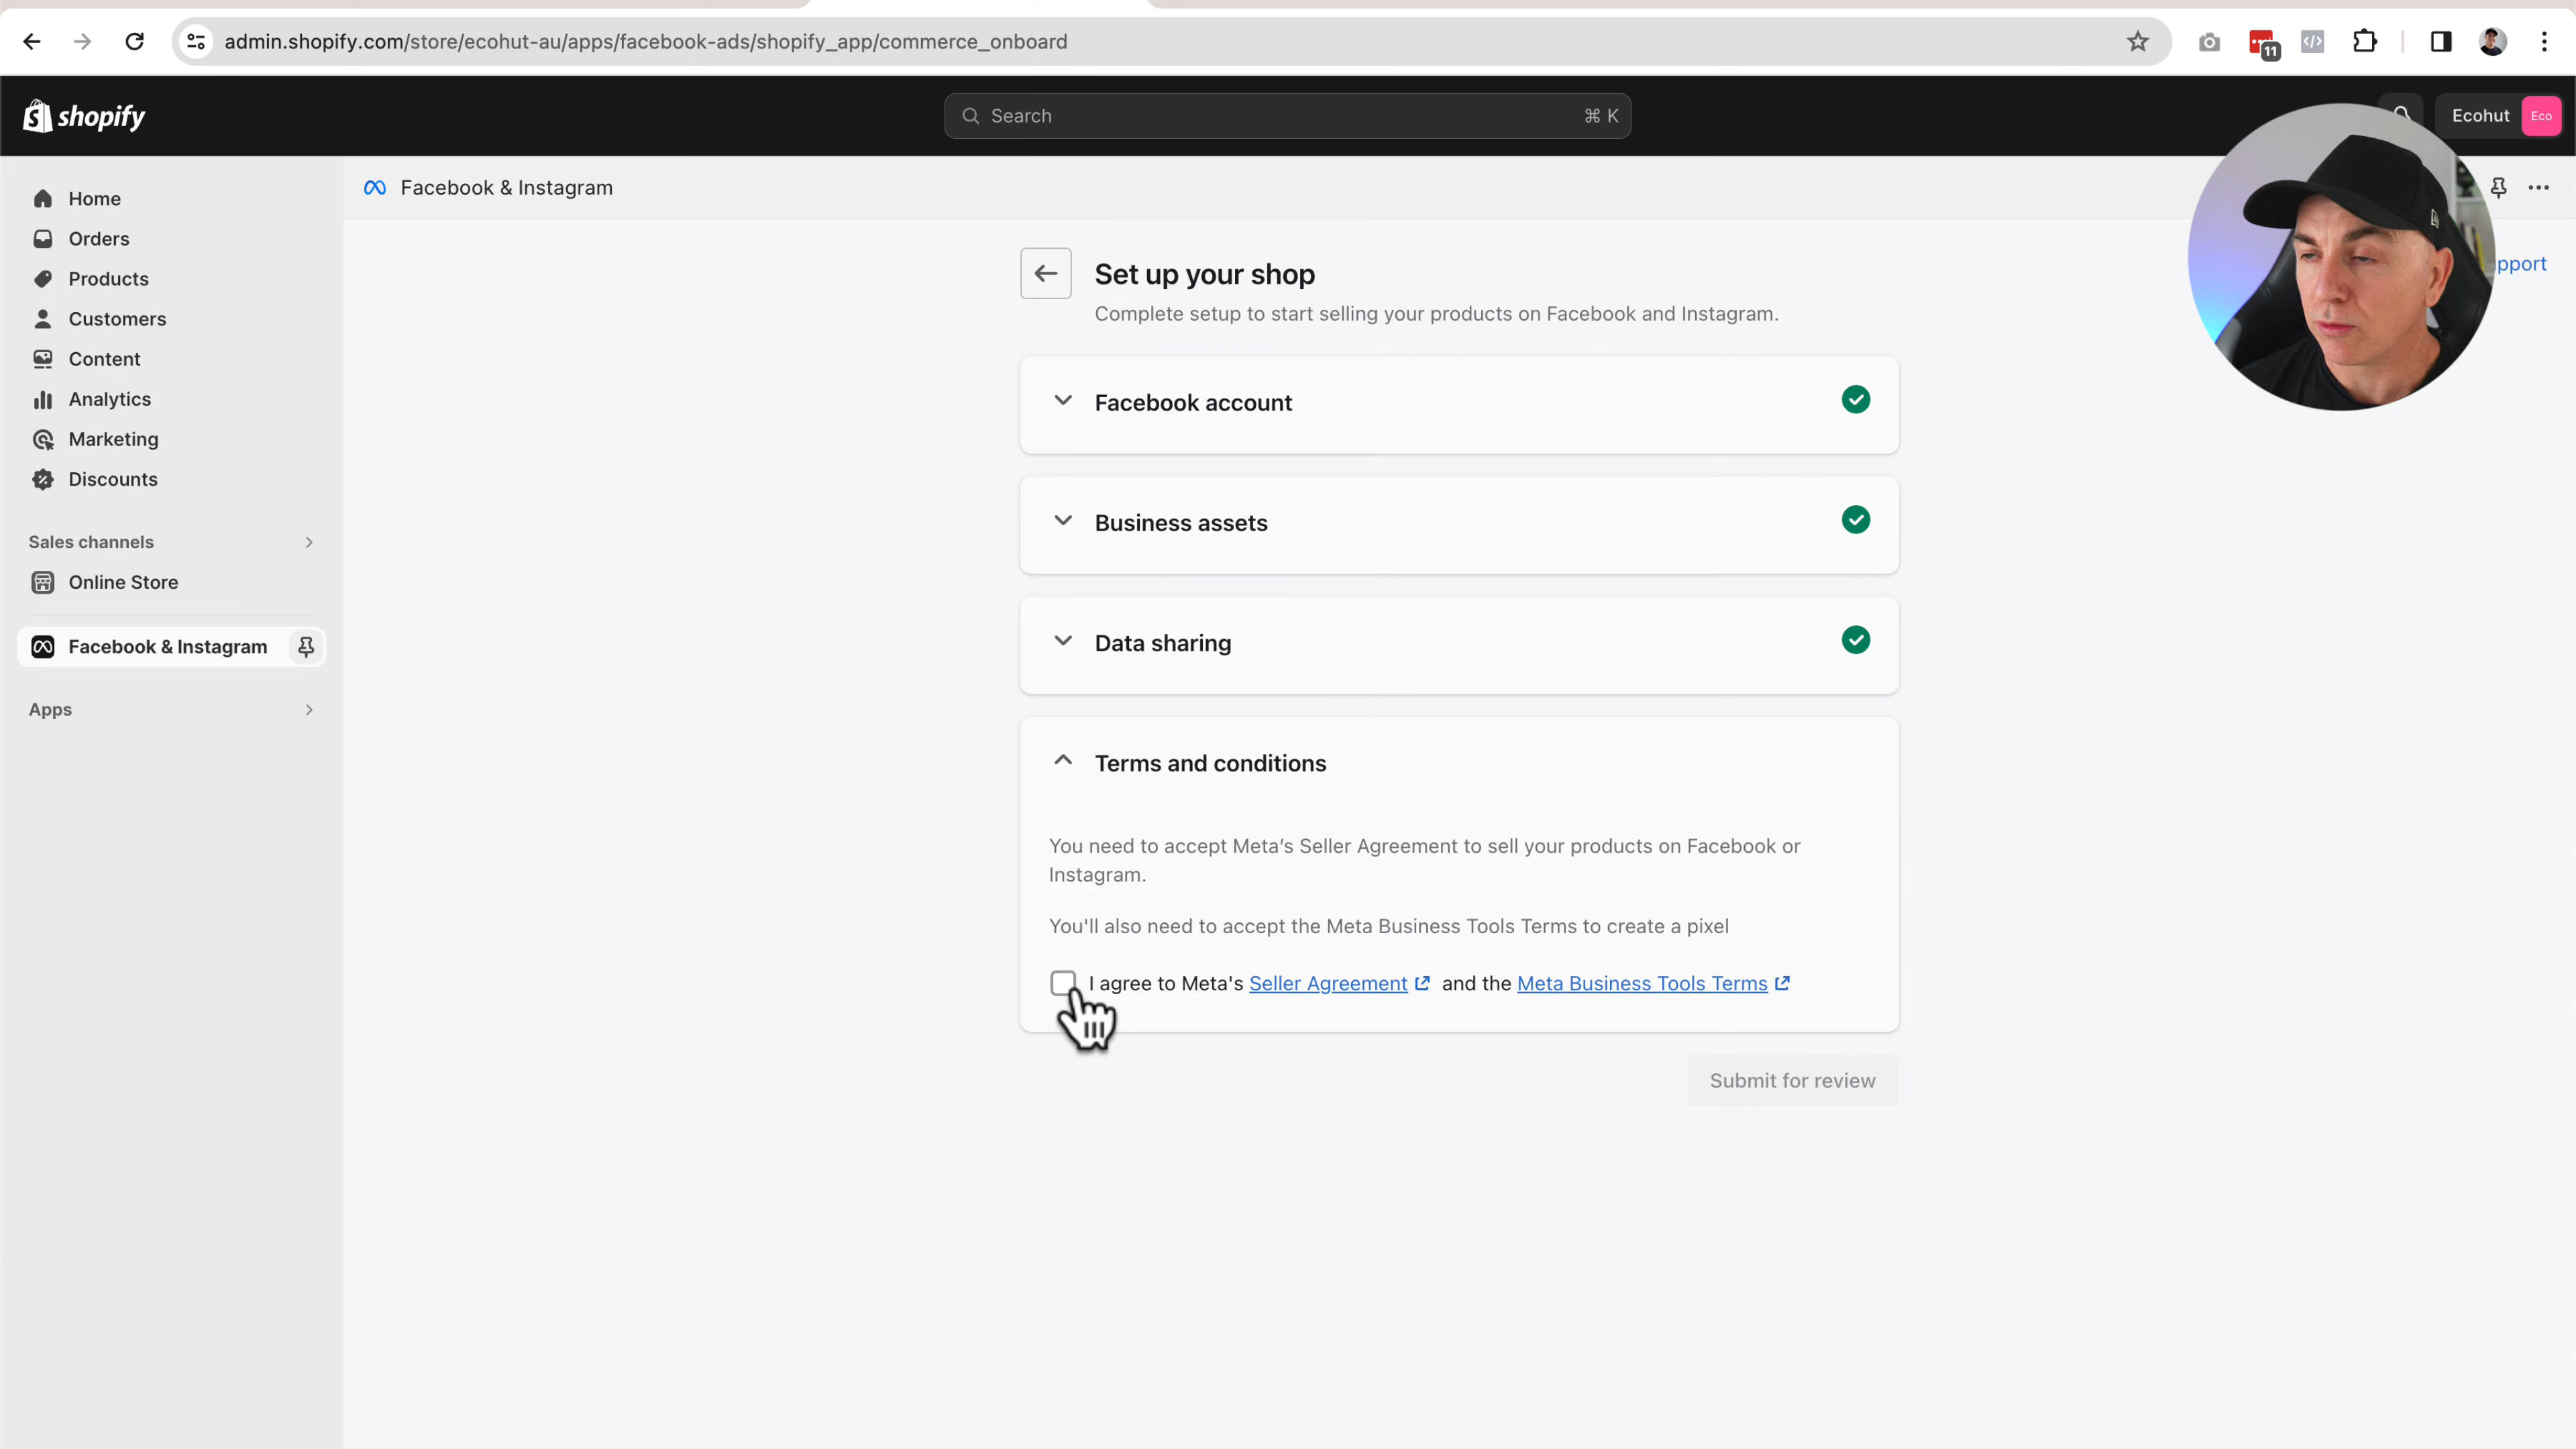 admin.shopify.com/store/ecohut-au/apps/facebook-ads/shopify_app/commerce_onboard
11
shopify
Search
⌘ K
Ecohut
Eco
Home
Orders
Products
Customers
Content
Analytics
Marketing
Discounts
Sales channels
Online Store
Facebook & Instagram
Apps
Facebook & Instagram
pport
Set up your shop
Complete setup to start selling your products on Facebook and Instagram.
Facebook account
Business assets
Data sharing
Terms and conditions
You need to accept Meta’s Seller Agreement to sell your products on Facebook or
Instagram.
You'll also need to accept the Meta Business Tools Terms to create a pixel
I agree to Meta's Seller Agreement and the Meta Business Tools Terms
Submit for review